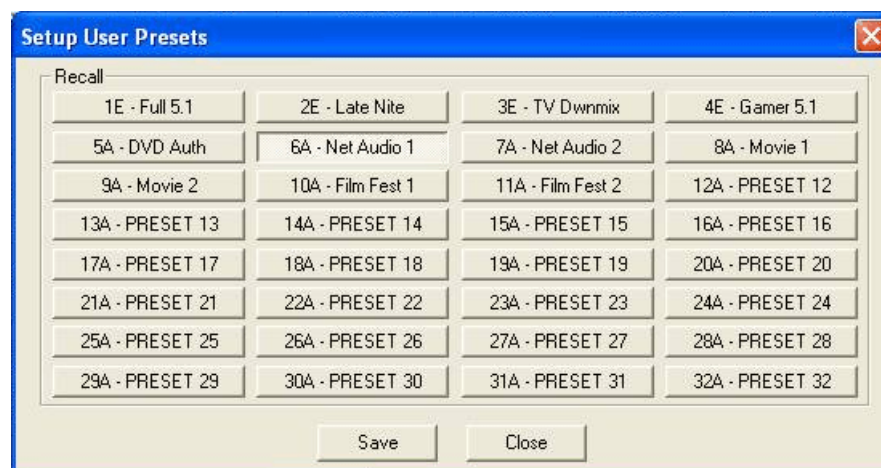 Setup User Presets
Recall
1E - Full 5.1 2E - Late Nite 3E - TV Dwnmix 4E - Gamer 5.1
5A - DVD Auth 6A - Net Audio 1 7A - Net Audio 2 8A - Movie 1
9A - Movie 2 10A - Film Fest 1 11A - Film Fest 2 12A - PRESET 12
13A - PRESET 13 14A - PRESET 14 15A - PRESET 15 16A - PRESET 16
17A - PRESET 17 18A - PRESET 18 19A - PRESET 19 20A - PRESET 20
21A - PRESET 21 22A - PRESET 22 23A - PRESET 23 24A - PRESET 24
25A - PRESET 25 26A - PRESET 26 27A - PRESET 27 28A - PRESET 28
29A - PRESET 29 30A - PRESET 30 31A - PRESET 31 32A - PRESET 32
Save Close